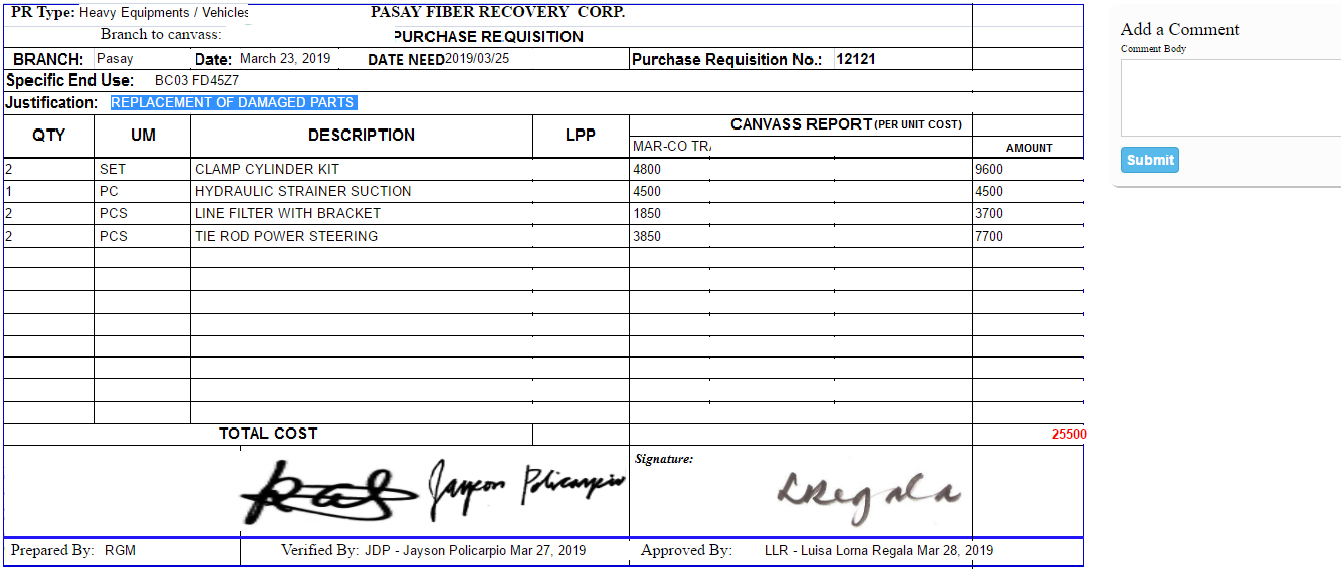 PR Type: Heavy Equipments / Vehicles PASAY FIBER RECOVERY CORP.
Branch to canvass: PURCHASE REQUISITION
BRANCH: Pasay Date: March 23, 2019 DATE NEED 2019/03/25 Purchase Requisition No.: 12121
Specific End Use: BC03 FD45Z7
Justification: REPLACEMENT OF DAMAGED PARTS
QTY UM DESCRIPTION LPP CANVASS REPORT (PER UNIT COST)
MAR-CO TRA AMOUNT
2 SET CLAMP CYLINDER KIT 4800 9600
1 PC HYDRAULIC STRAINER SUCTION 4500 4500
2 PCS LINE FILTER WITH BRACKET 1850 3700
2 PCS TIE ROD POWER STEERING 3850 7700
TOTAL COST 25500
Jayson Policarpio Signature: LRegala
Prepared By: RGM Verified By: JDP - Jayson Policarpio Mar 27, 2019 Approved By: LLR - Luisa Lorna Regala Mar 28, 2019
Add a Comment
Comment Body
Submit